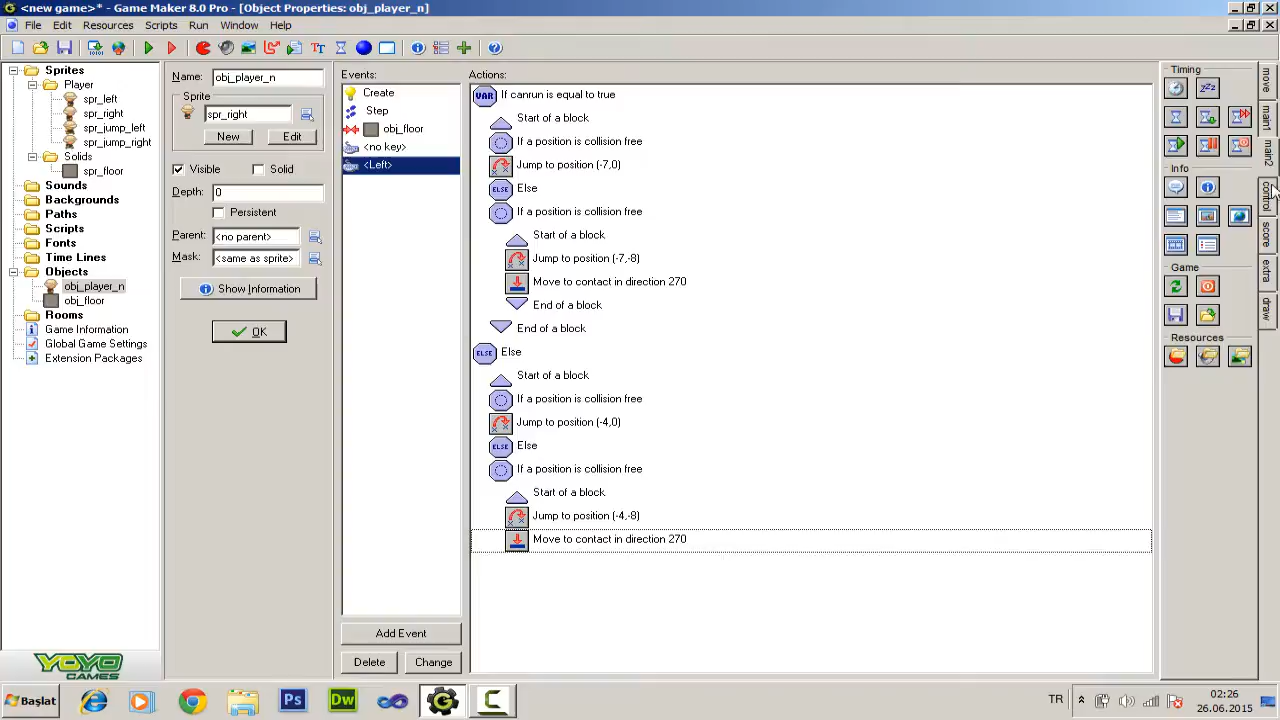 <new game>* - Game Maker 8.0 Pro - [Object Properties: obj_player_n]
File Edit Resources Scripts Run Window Help
Sprites
Player
spr_left
spr_right
spr_jump_left
spr_jump_right
Solids
spr_floor
Sounds
Backgrounds
Paths
Scripts
Fonts
Time Lines
Objects
obj_player_n
obj_floor
Rooms
Game Information
Global Game Settings
Extension Packages
YOYO
GAMES
Name: obj_player_n
Sprite
spr_right
New Edit
Visible Solid
Depth: 0
Persistent
Parent: <no parent>
Mask: <same as sprite>
Show Information
OK
Events:
Create
Step
obj_floor
<no key>
<Left>
Add Event
Delete Change
Actions:
VAR If canrun is equal to true
Start of a block
If a position is collision free
Jump to position (-7,0)
ELSE Else
If a position is collision free
Start of a block
Jump to position (-7,-8)
Move to contact in direction 270
End of a block
End of a block
ELSE Else
Start of a block
If a position is collision free
Jump to position (-4,0)
ELSE Else
If a position is collision free
Start of a block
Jump to position (-4,-8)
Move to contact in direction 270
Timing
Info
Game
Resources
move
main1
main2
control
score
extra
draw
Başlat
Ps
Dw
C
TR
02:26
26.06.2015